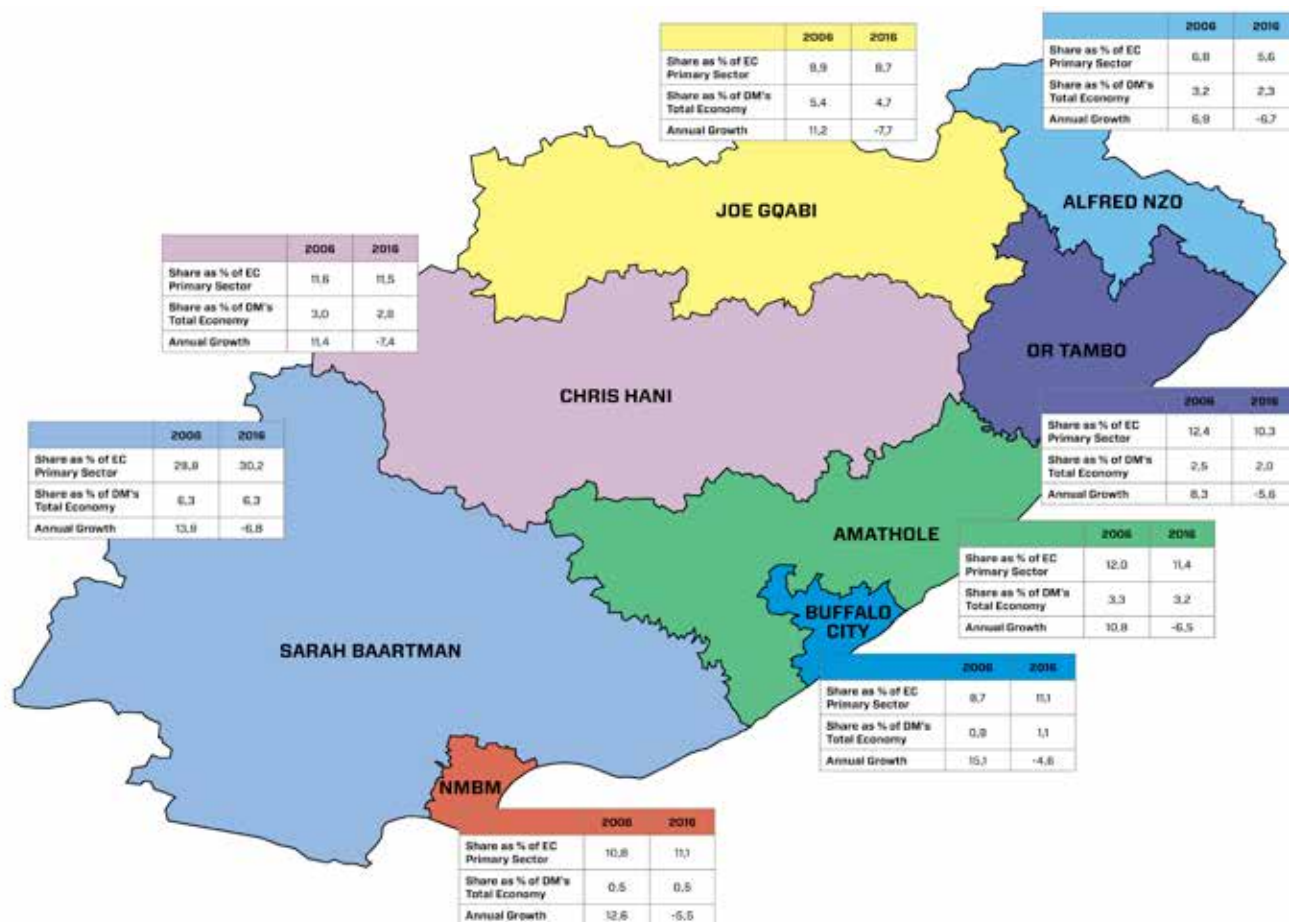 2006 2016
Share as % of EC
Primary Sector 6,8 5,6
Share as % of DM's
Total Economy 3,2 2,3
Annual Growth 6,9 -6,7
2006 2016
Share as % of EC
Primary Sector 8,9 8,7
Share as % of DM's
Total Economy 5,4 4,7
Annual Growth 11,2 -7,7
JOE GQABI
ALFRED NZO
2006 2016
Share as % of EC
Primary Sector 11,6 11,5
Share as % of DM's
Total Economy 3,0 2,8
Annual Growth 11,4 -7,4
OR TAMBO
CHRIS HANI
2006 2016
Share as % of EC
Primary Sector 12,4 10,3
Share as % of DM's
Total Economy 2,5 2,0
Annual Growth 8,3 -5,6
2006 2016
Share as % of EC
Primary Sector 30,2
Share as % of DM's
Total Economy 6,3 6,3
Annual Growth -6,8
AMATHOLE
2006 2016
Share as % of EC
Primary Sector 12,0 11,4
Share as % of DM's
Total Economy 3,3 3,2
Annual Growth 10,8 -6,5
BUFFALO
CITY
SARAH BAARTMAN
2006 2016
Share as % of EC
Primary Sector 8,7 11,1
Share as % of DM's
Total Economy 1,1
Annual Growth 15,1
NMBM
2006 2016
Share as % of EC
Primary Sector 10,8 11,1
Share as % of DM's
Total Economy 0,5 0,5
Annual Growth 12,6 -5,5